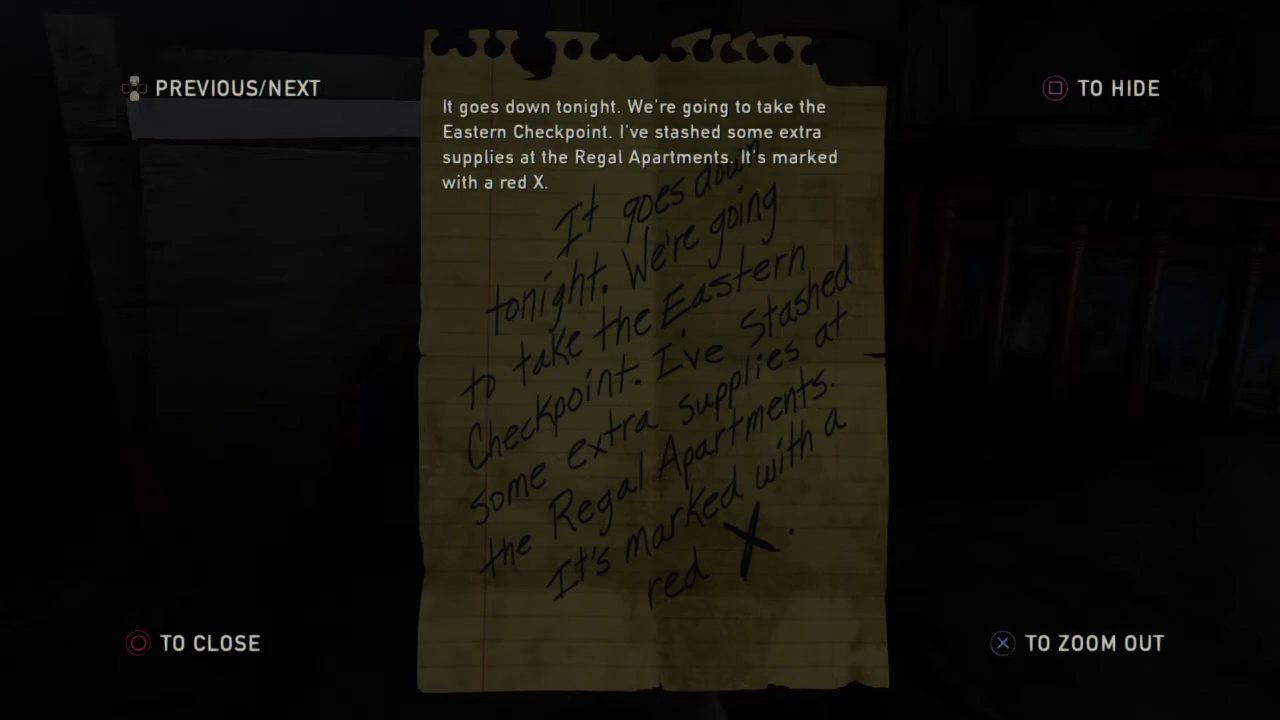 PREVIOUS/NEXT
TO HIDE
It goes down tonight. We're going to take the
Eastern Checkpoint. I've stashed some extra
supplies at the Regal Apartments. It's marked
with a red X.
It goes down
tonight. We're going
to take the Eastern
Checkpoint. I've Stashed
some extra supplies at
the Regal Apartments.
It's marked with a
red X.
TO CLOSE
TO ZOOM OUT